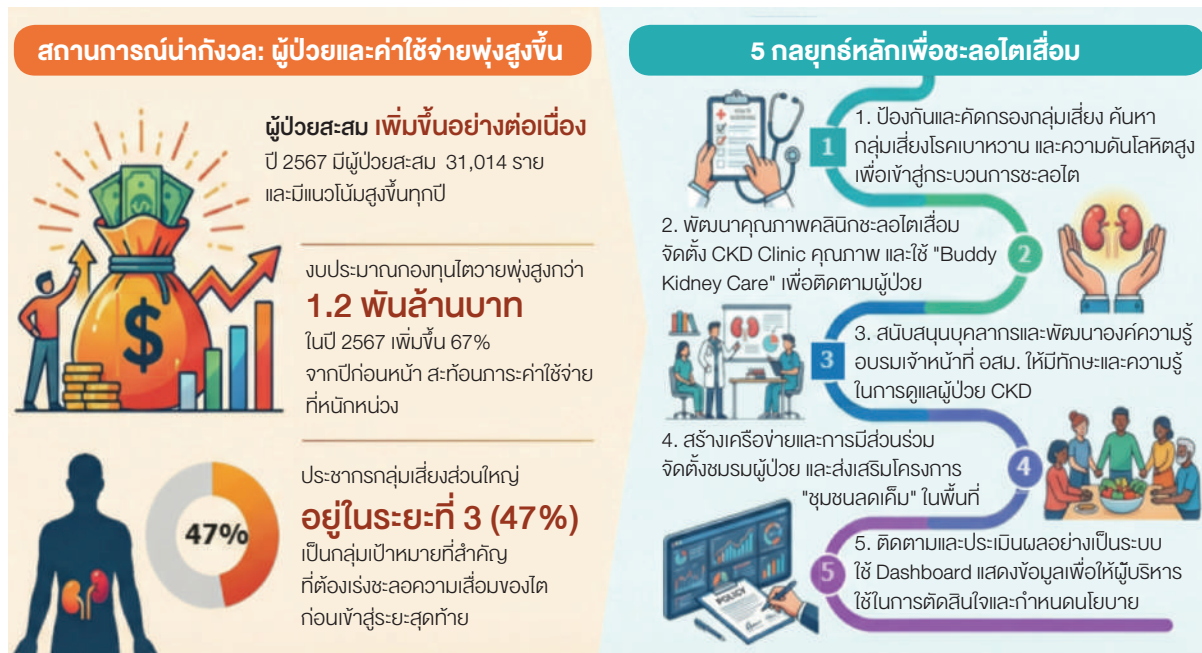 สถานการณ์น่ากังวล: ผู้ป่วยและค่าใช้จ่ายพุ่งสูงขึ้น
ผู้ป่วยสะสม เพิ่มขึ้นอย่างต่อเนื่อง
ปี 2567 มีผู้ป่วยสะสม 31,014 ราย
และมีแนวโน้มสูงขึ้นทุกปี
$
งบประมาณกองทุนไตวายพุ่งสูงกว่า
1.2 พันล้านบาท
ในปี 2567 เพิ่มขึ้น 67%
จากปีก่อนหน้า สะท้อนภาระค่าใช้จ่าย
ที่หนักหน่วง
47%
ประชากรกลุ่มเสี่ยงส่วนใหญ่
อยู่ในระยะที่ 3 (47%)
เป็นกลุ่มเป้าหมายที่สำคัญ
ที่ต้องเร่งชะลอความเสื่อมของไต
ก่อนเข้าสู่ระยะสุดท้าย
5 กลยุทธ์หลักเพื่อชะลอไตเสื่อม
1
1. ป้องกันและคัดกรองกลุ่มเสี่ยง ค้นหา
กลุ่มเสี่ยงโรคเบาหวาน และความดันโลหิตสูง
เพื่อเข้าสู่กระบวนการชะลอไต
2. พัฒนาคุณภาพคลินิกชะลอไตเสื่อม
จัดตั้ง CKD Clinic คุณภาพ และใช้ "Buddy
Kidney Care" เพื่อติดตามผู้ป่วย
2
3
3. สนับสนุนบุคลากรและพัฒนาองค์ความรู้
อบรมเจ้าหน้าที่ อสม. ให้มีทักษะและความรู้
ในการดูแลผู้ป่วย CKD
4. สร้างเครือข่ายและการมีส่วนร่วม
จัดตั้งชมรมผู้ป่วย และส่งเสริมโครงการ
"ชุมชนลดเค็ม" ในพื้นที่
4
POLICY
5
5. ติดตามและประเมินผลอย่างเป็นระบบ
ใช้ Dashboard แสดงข้อมูลเพื่อให้ผู้บริหาร
ใช้ในการตัดสินใจและกำหนดนโยบาย